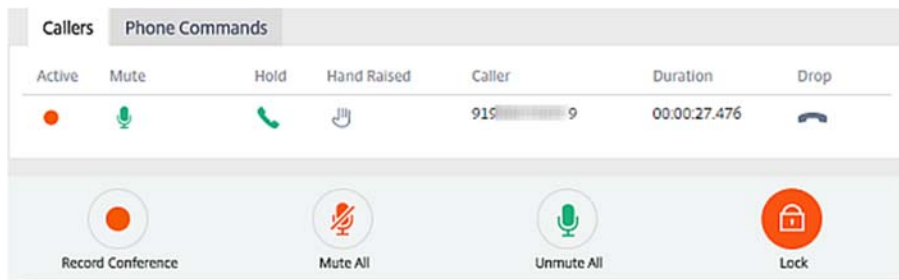 Callers Phone Commands
Active Mute Hold Hand Raised Caller Duration Drop
919 9 00:00:27.476
Record Conference Mute All Unmute All Lock